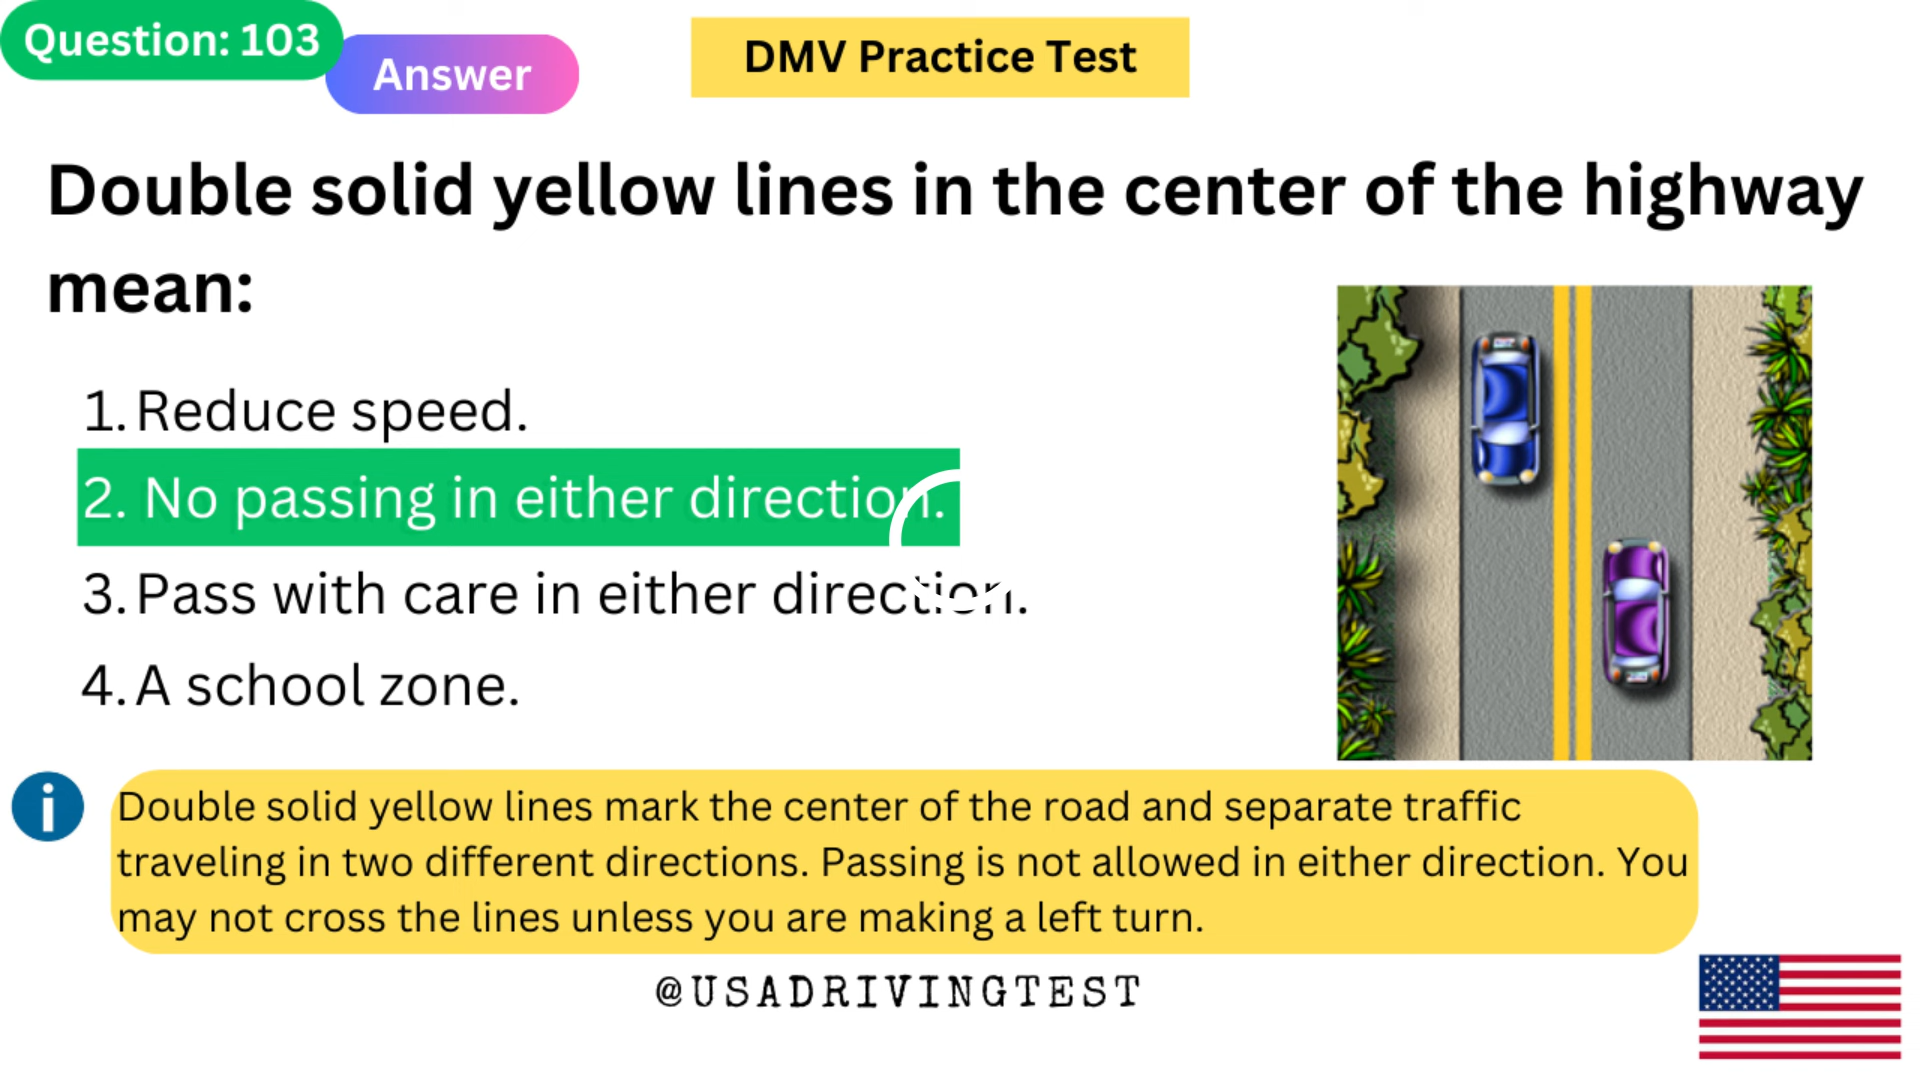 Question: 103
Answer
DMV Practice Test
Double solid yellow lines in the center of the highway
mean:
1. Reduce speed.
2. No passing in either direction.
3. Pass with care in either direction.
4. A school zone.
i
Double solid yellow lines mark the center of the road and separate traffic
traveling in two different directions. Passing is not allowed in either direction. You
may not cross the lines unless you are making a left turn.
@USADRIVINGTEST